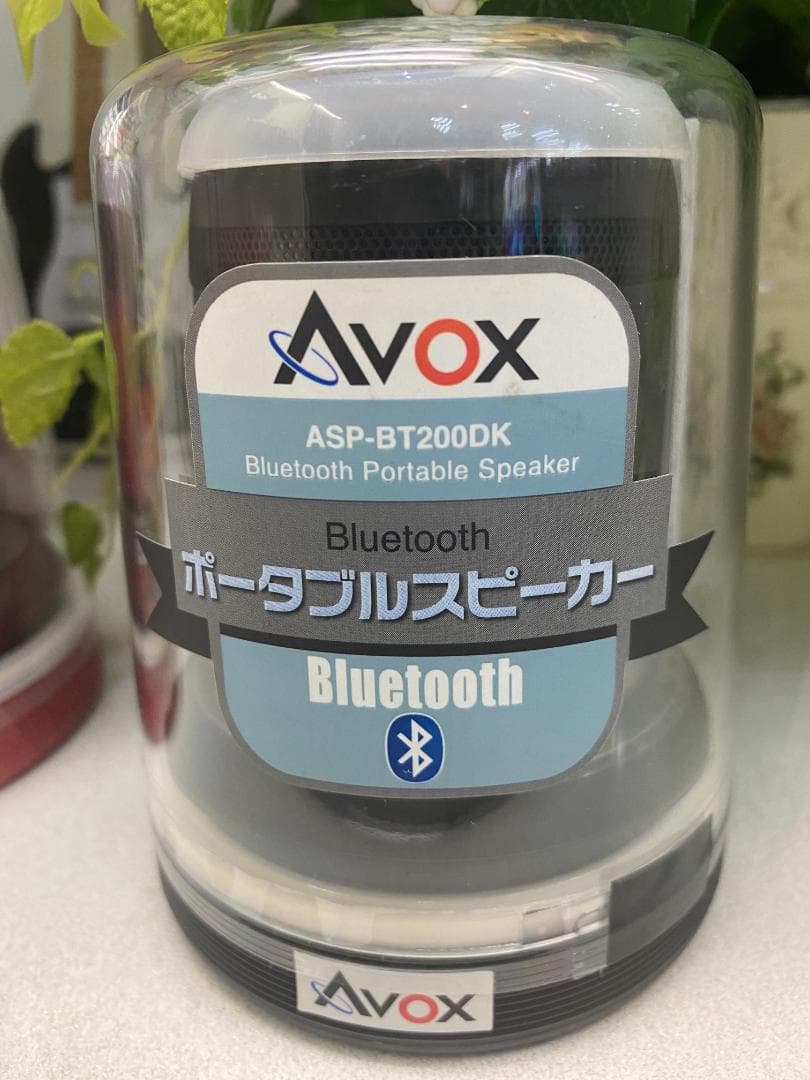 AVOX
ASP-BT200DK
Bluetooth Portable Speaker
Bluetooth
ポータブルスピーカー
Bluetooth
AVOX